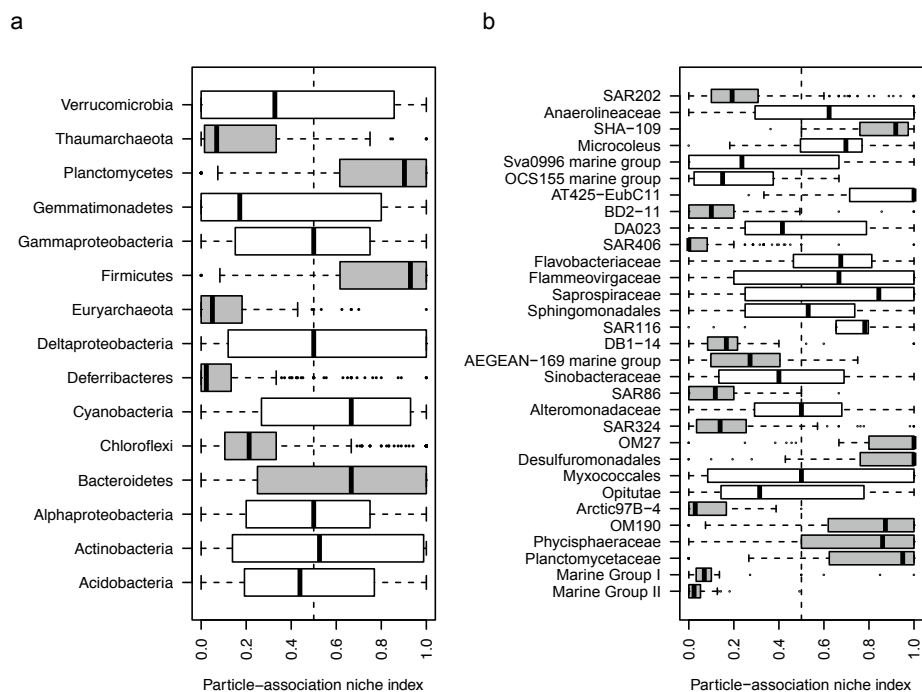 a
Verrucomicrobia
Thaumarchaeota
Planctomycetes
Gemmatimonadetes
Gammaproteobacteria
Firmicutes
Euryarchaeota
Deltaproteobacteria
Deferribacteres
Cyanobacteria
Chloroflexi
Bacteroidetes
Alphaproteobacteria
Actinobacteria
Acidobacteria
0.0 0.2 0.4 0.6 0.8 1.0
Particle−association niche index
b
SAR202
Anaerolineaceae
SHA−109
Microcoleus
Sva0996 marine group
OCS155 marine group
AT425−EubC11
BD2−11
DA023
SAR406
Flavobacteriaceae
Flammeovirgaceae
Saprospiraceae
Sphingomonadales
SAR116
DB1−14
AEGEAN−169 marine group
Sinobacteraceae
SAR86
Alteromonadaceae
SAR324
OM27
Desulfuromonadales
Myxococcales
Opitutae
Arctic97B−4
OM190
Phycisphaeraceae
Planctomycetaceae
Marine Group I
Marine Group II
0.0 0.2 0.4 0.6 0.8 1.0
Particle−association niche index